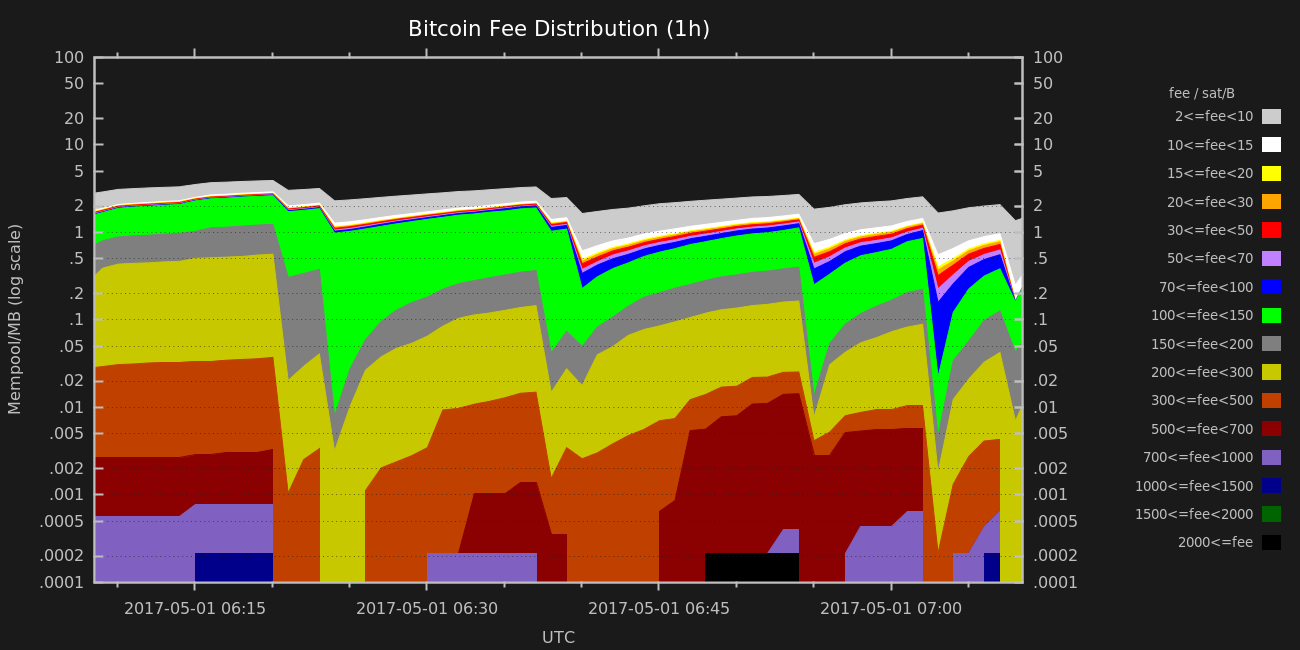 Bitcoin Fee Distribution (1h)
100
50
20
10
5
2
1
.5
.2
.1
.05
.02
.01
.005
.002
.001
.0005
.0002
.0001
Mempool/MB (log scale)
100
50
20
10
5
2
1
.5
.2
.1
.05
.02
.01
.005
.002
.001
.0005
.0002
.0001
2017-05-01 06:15
2017-05-01 06:30
2017-05-01 06:45
2017-05-01 07:00
UTC
fee / sat/B
2<=fee<10
10<=fee<15
15<=fee<20
20<=fee<30
30<=fee<50
50<=fee<70
70<=fee<100
100<=fee<150
150<=fee<200
200<=fee<300
300<=fee<500
500<=fee<700
700<=fee<1000
1000<=fee<1500
1500<=fee<2000
2000<=fee